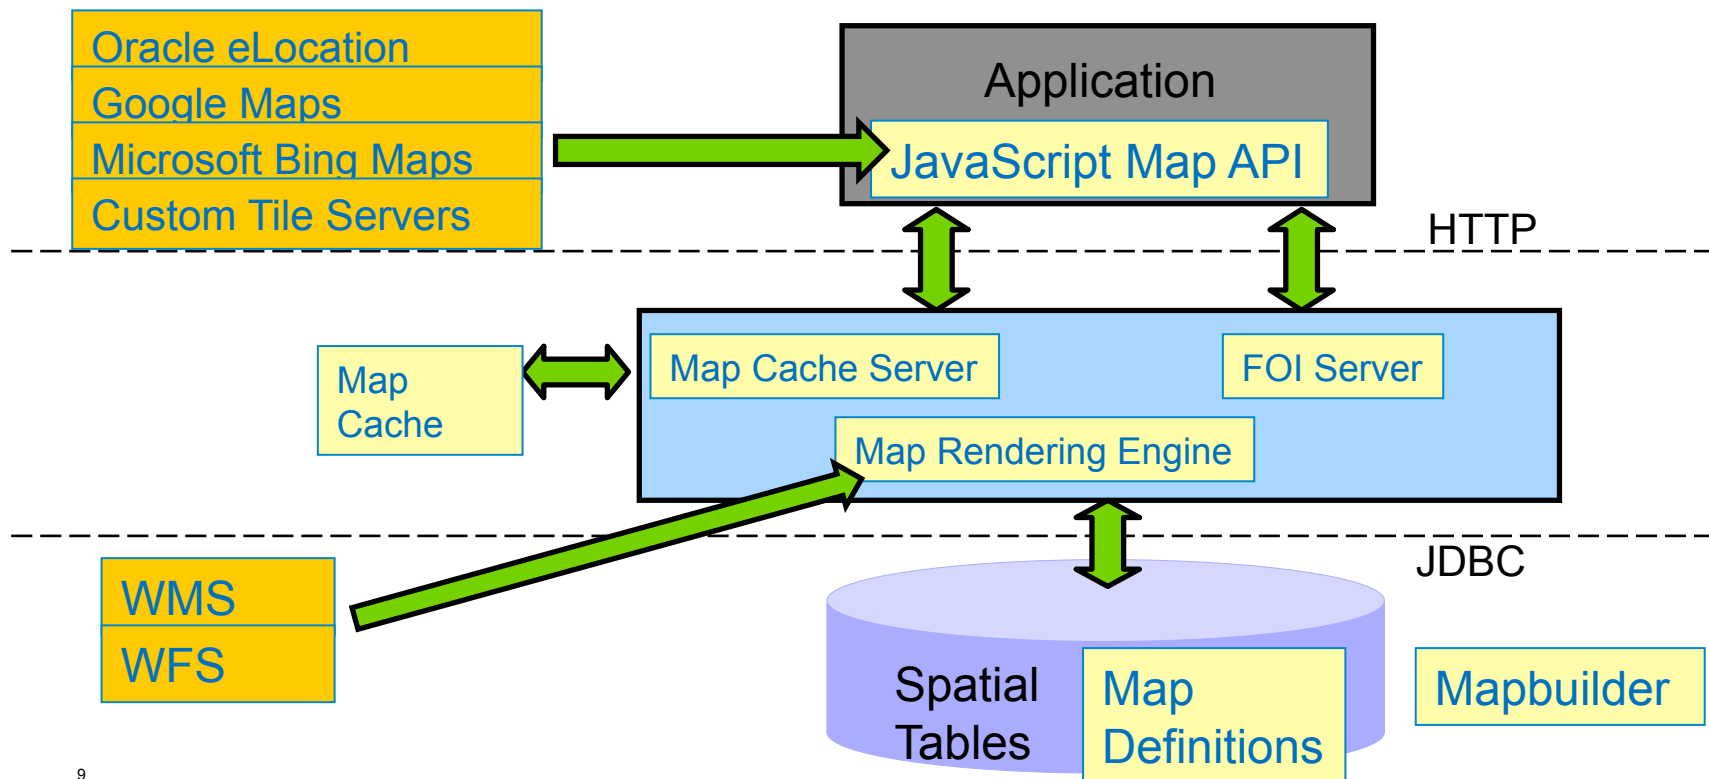 Oracle eLocation
Google Maps
Microsoft Bing Maps
Custom Tile Servers
Application
JavaScript Map API
HTTP
Map Cache Server
FOI Server
Map
Cache
Map Rendering Engine
JDBC
WMS
WFS
Spatial
Tables
Map
Definitions
Mapbuilder
9